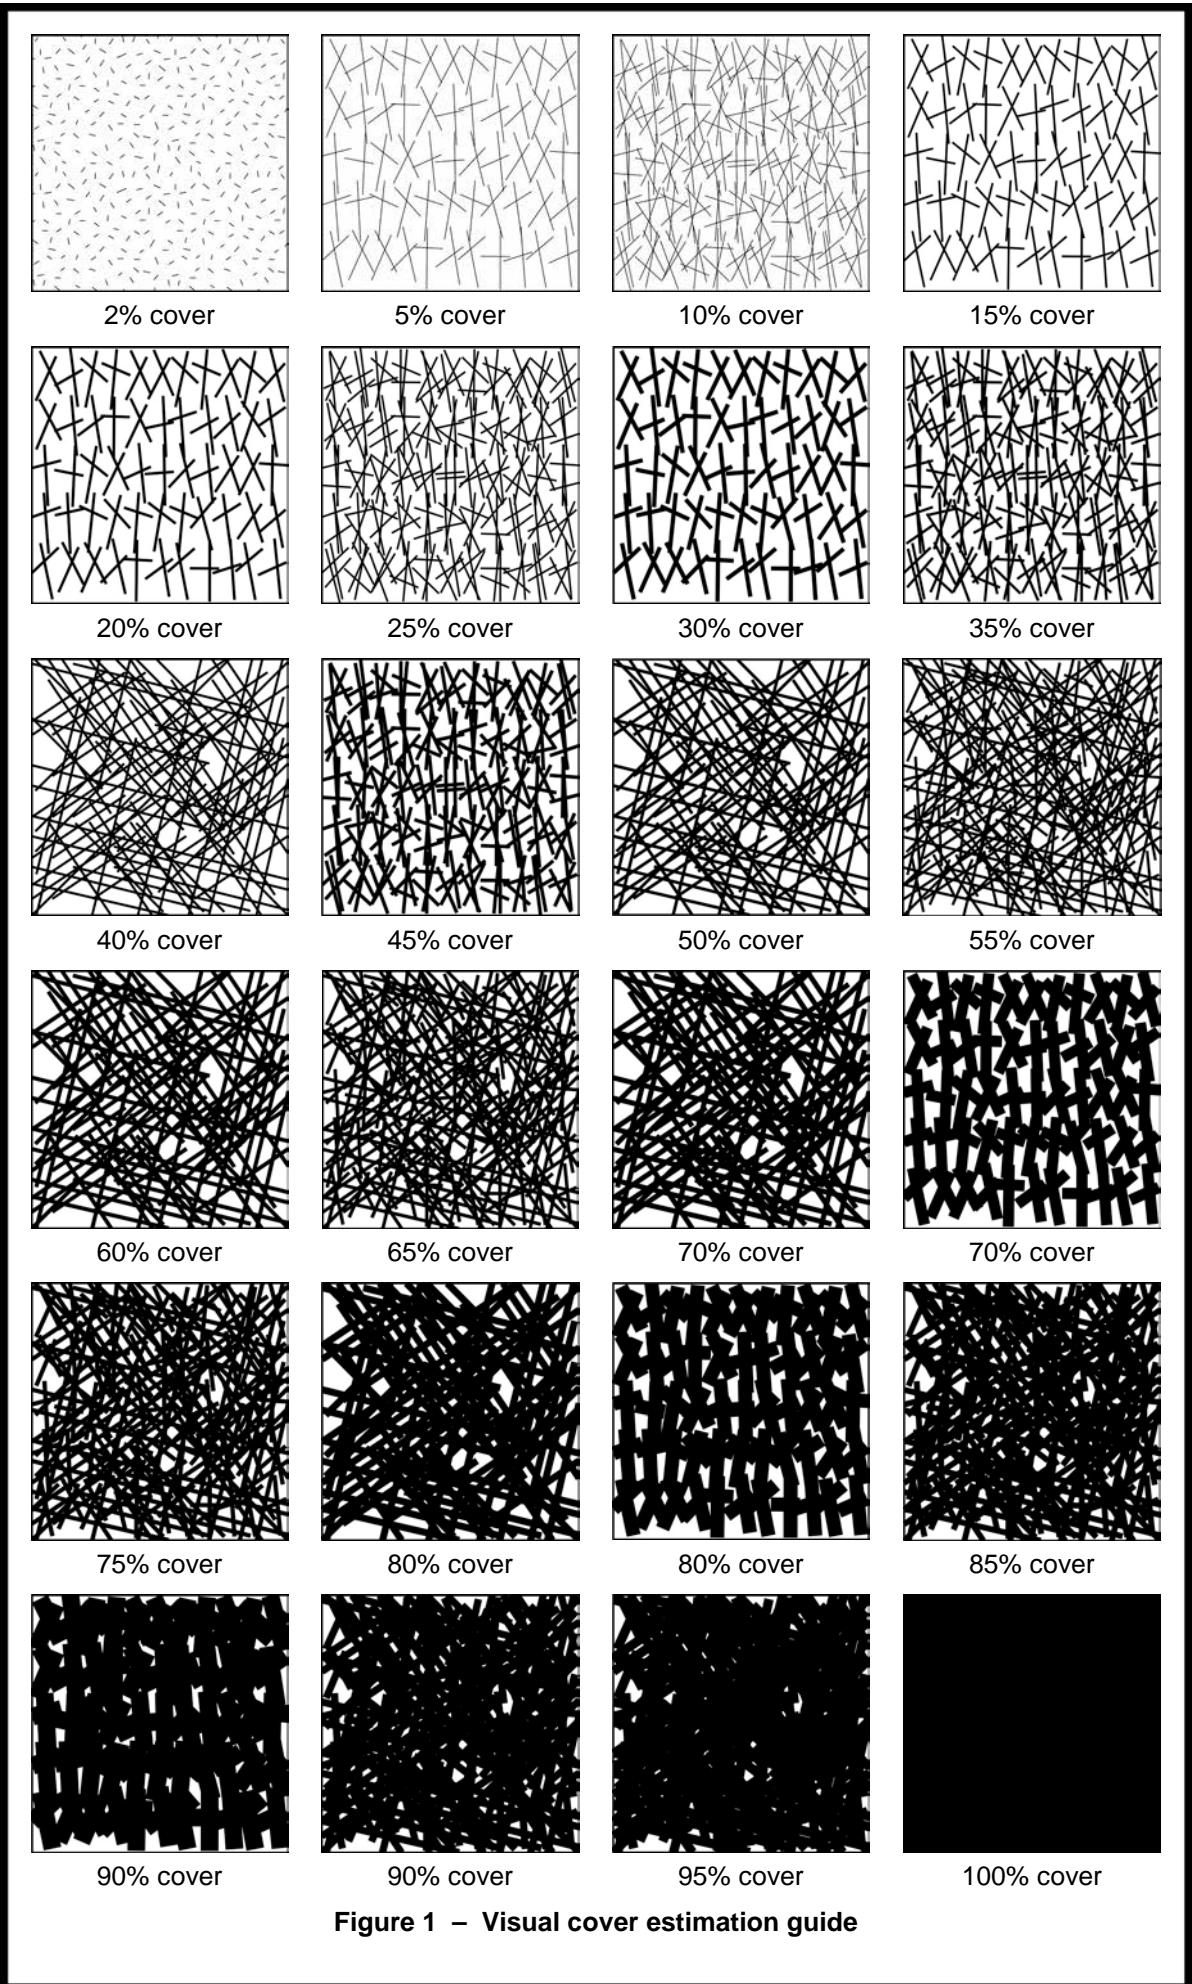 2% cover 5% cover 10% cover 15% cover
20% cover 25% cover 30% cover 35% cover
40% cover 45% cover 50% cover 55% cover
60% cover 65% cover 70% cover 70% cover
75% cover 80% cover 80% cover 85% cover
90% cover 90% cover 95% cover 100% cover
Figure 1 – Visual cover estimation guide